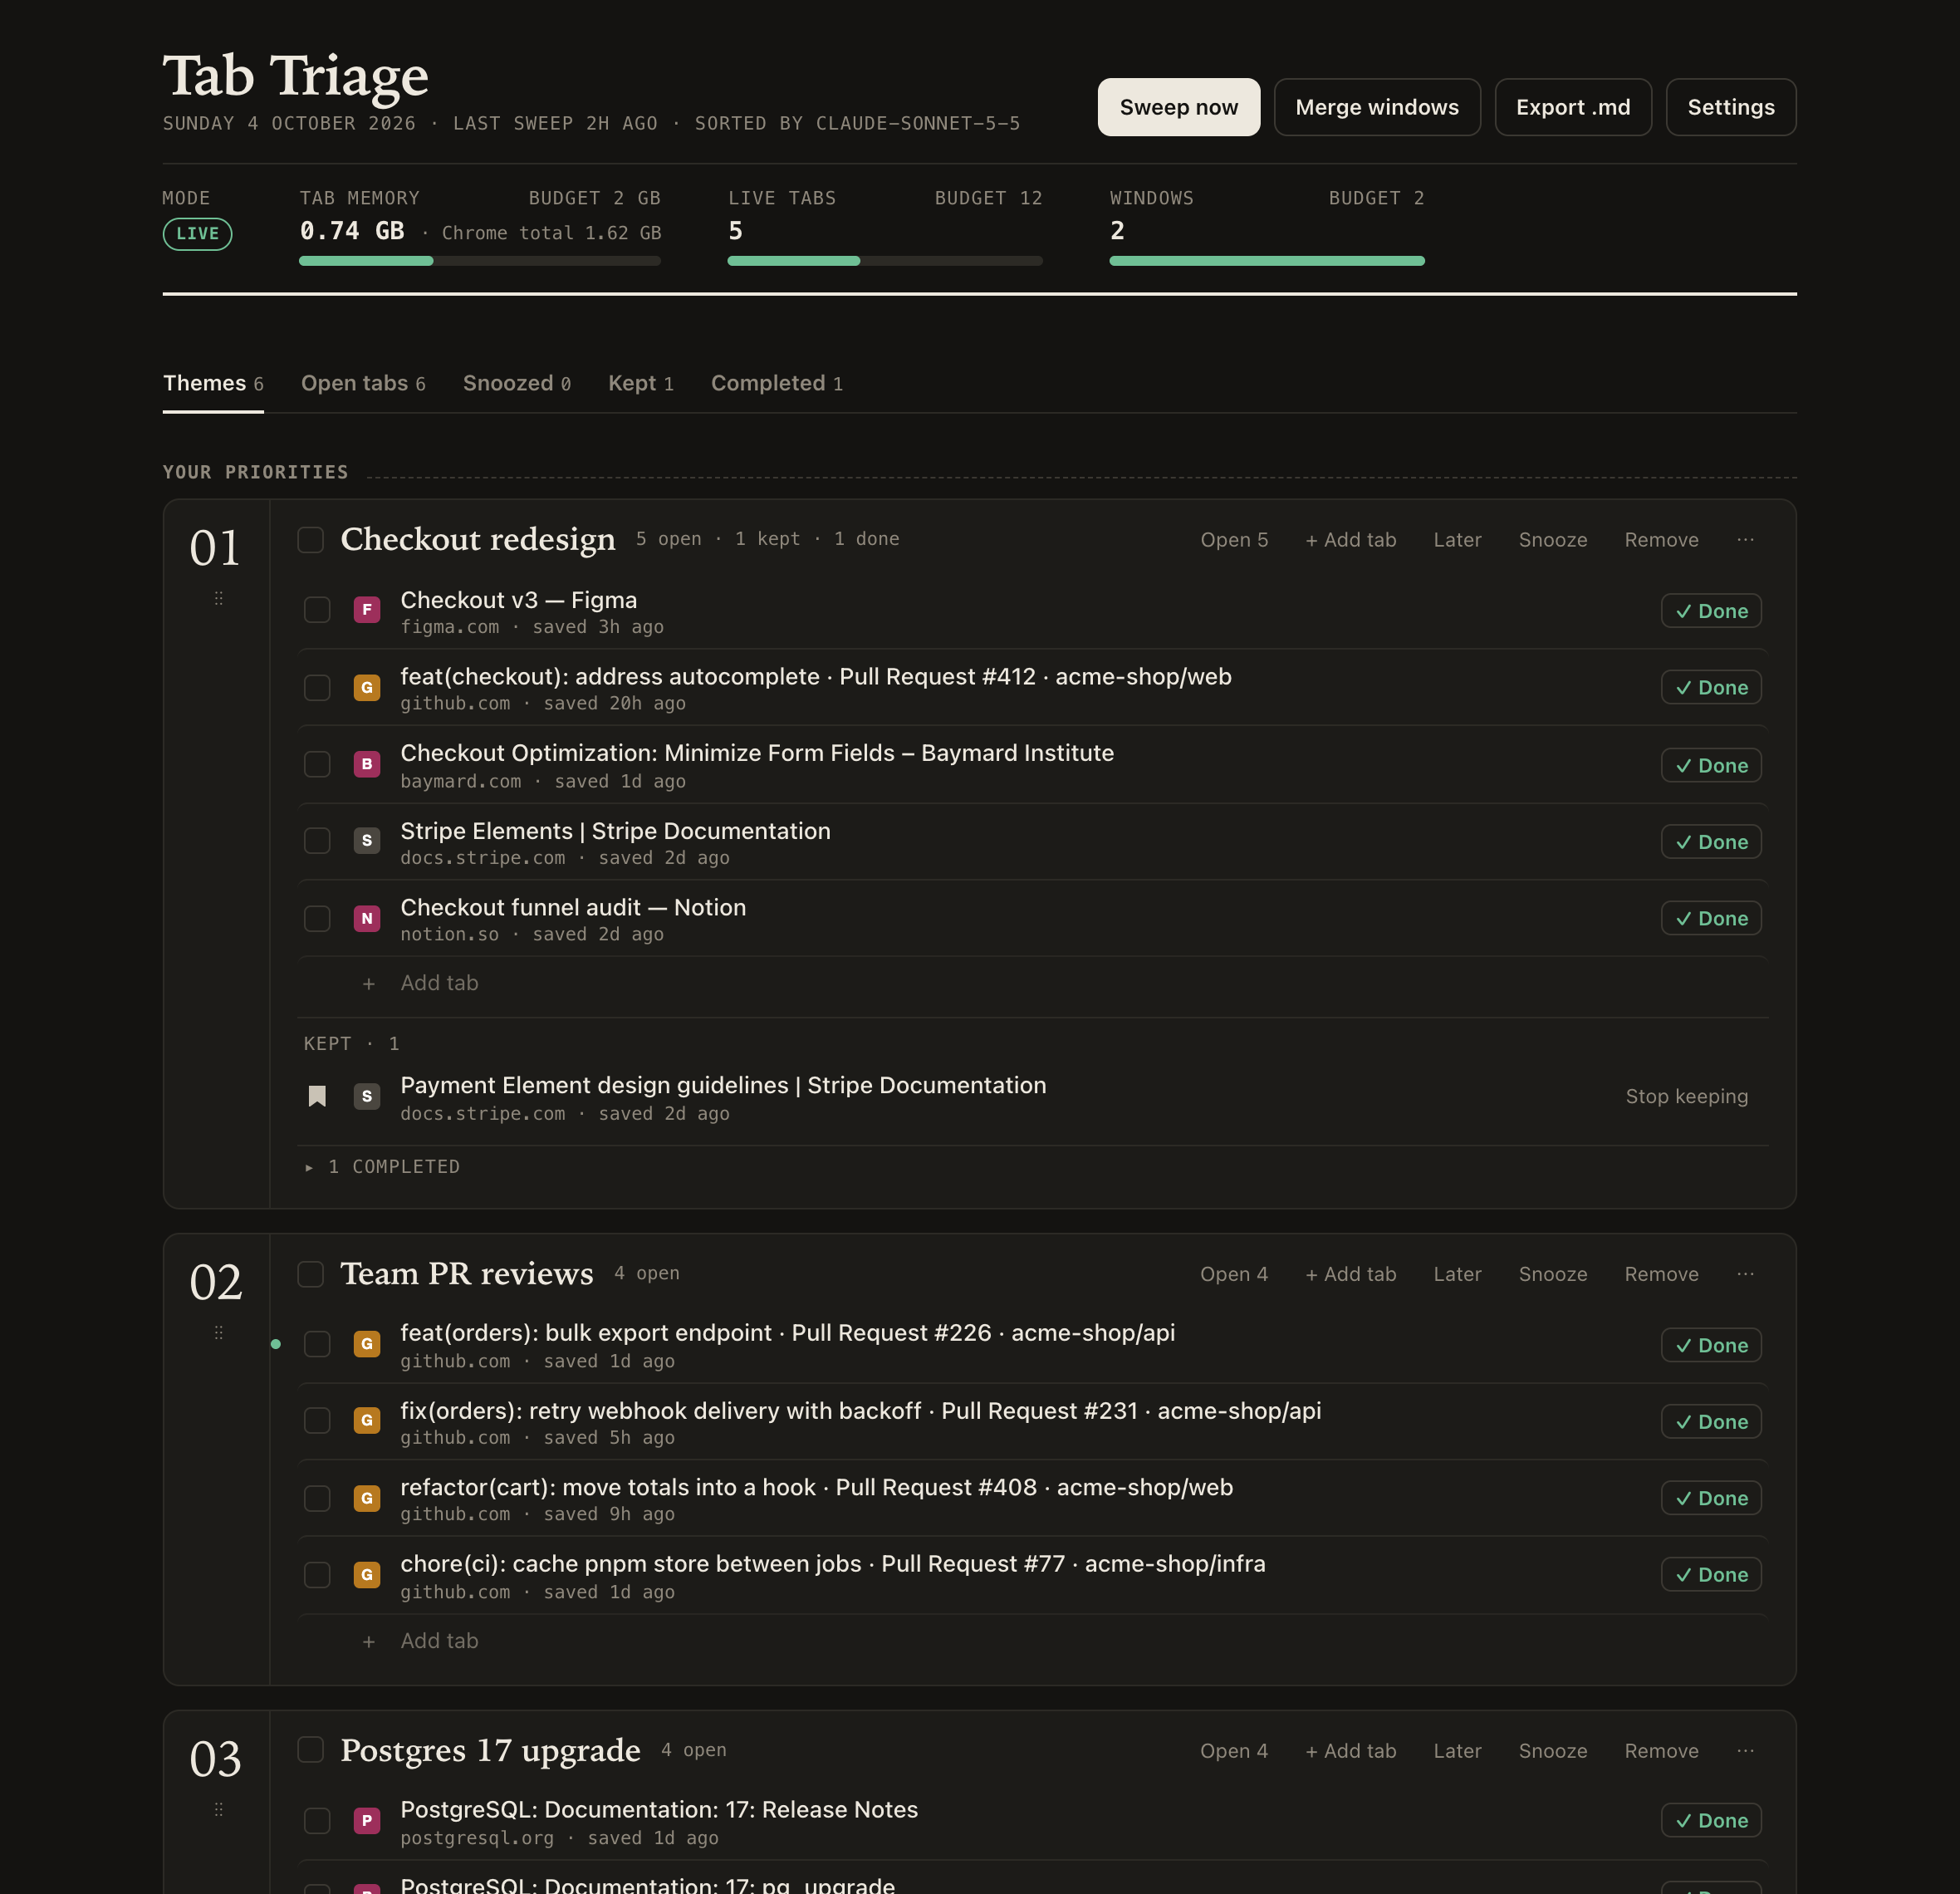 Tab Triage
SUNDAY 4 OCTOBER 2026 · LAST SWEEP 2H AGO · SORTED BY CLAUDE-SONNET-5-5
Sweep now
Merge windows
Export .md
Settings
MODE
LIVE
TAB MEMORY BUDGET 2 GB
0.74 GB · Chrome total 1.62 GB
LIVE TABS BUDGET 12
5
WINDOWS BUDGET 2
2
Themes 6
Open tabs 6
Snoozed 0
Kept 1
Completed 1
YOUR PRIORITIES
01
Checkout redesign 5 open · 1 kept · 1 done
Open 5 + Add tab Later Snooze Remove ···
F Checkout v3 — Figma
figma.com · saved 3h ago
✓ Done
G feat(checkout): address autocomplete · Pull Request #412 · acme-shop/web
github.com · saved 20h ago
✓ Done
B Checkout Optimization: Minimize Form Fields – Baymard Institute
baymard.com · saved 1d ago
✓ Done
S Stripe Elements | Stripe Documentation
docs.stripe.com · saved 2d ago
✓ Done
N Checkout funnel audit — Notion
notion.so · saved 2d ago
✓ Done
+ Add tab
KEPT · 1
S Payment Element design guidelines | Stripe Documentation
docs.stripe.com · saved 2d ago
Stop keeping
▸ 1 COMPLETED
02
Team PR reviews 4 open
Open 4 + Add tab Later Snooze Remove ···
G feat(orders): bulk export endpoint · Pull Request #226 · acme-shop/api
github.com · saved 1d ago
✓ Done
G fix(orders): retry webhook delivery with backoff · Pull Request #231 · acme-shop/api
github.com · saved 5h ago
✓ Done
G refactor(cart): move totals into a hook · Pull Request #408 · acme-shop/web
github.com · saved 9h ago
✓ Done
G chore(ci): cache pnpm store between jobs · Pull Request #77 · acme-shop/infra
github.com · saved 1d ago
✓ Done
+ Add tab
03
Postgres 17 upgrade 4 open
Open 4 + Add tab Later Snooze Remove ···
P PostgreSQL: Documentation: 17: Release Notes
postgresql.org · saved 1d ago
✓ Done
PostgreSQL: Documentation: 17: pg_upgrade